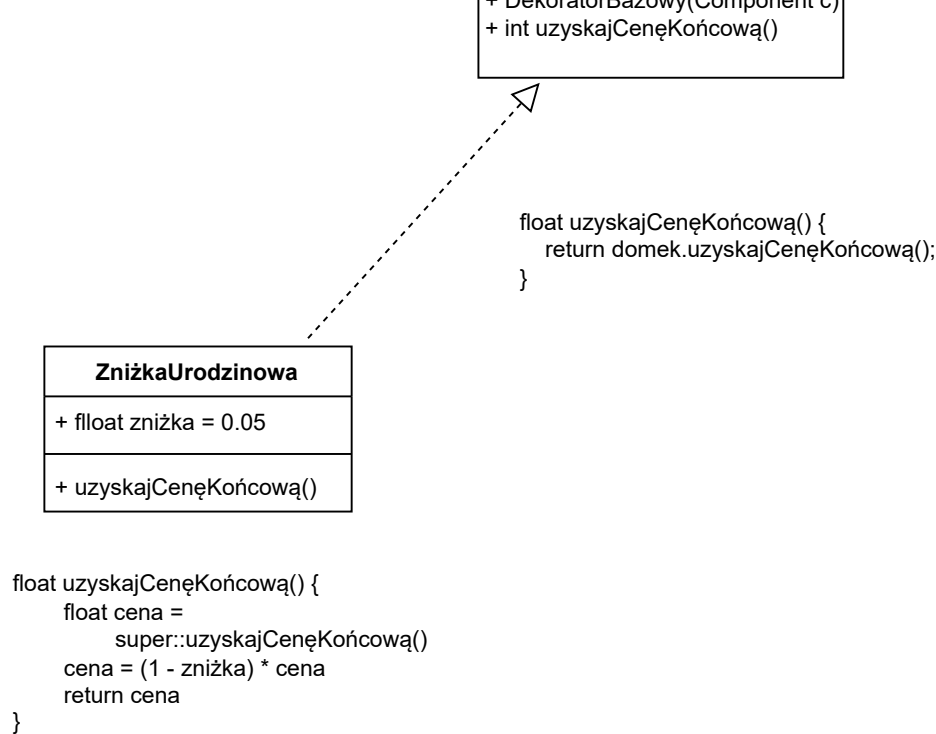 + DekoratorBazowy(Component c)
+ int uzyskajCenęKońcową()
float uzyskajCenęKońcową() {
return domek.uzyskajCenęKońcową();
}
ZniżkaUrodzinowa
+ flloat zniżka = 0.05
+ uzyskajCenęKońcową()
float uzyskajCenęKońcową() {
float cena =
super::uzyskajCenęKońcową()
cena = (1 - zniżka) * cena
return cena
}